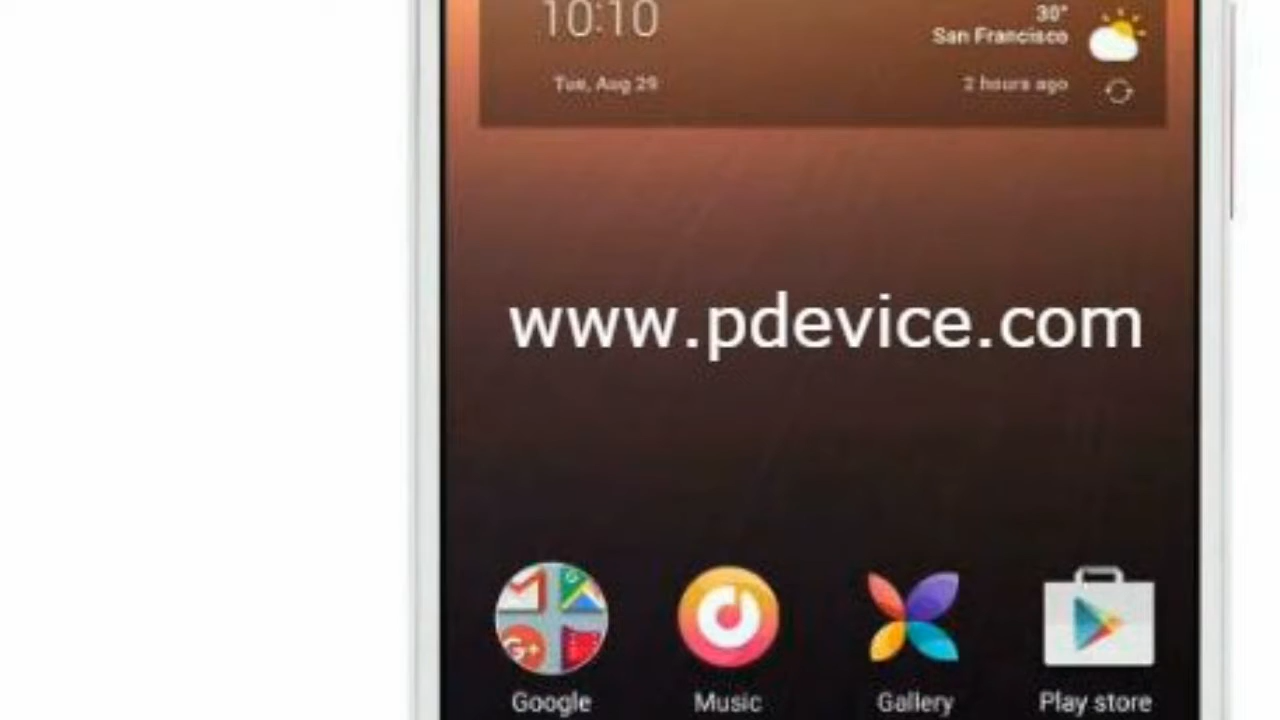 10:10
30°
San Francisco
Tue, Aug 29
2 hours ago
www.pdevice.com
G+
Google
Music
Gallery
Play store